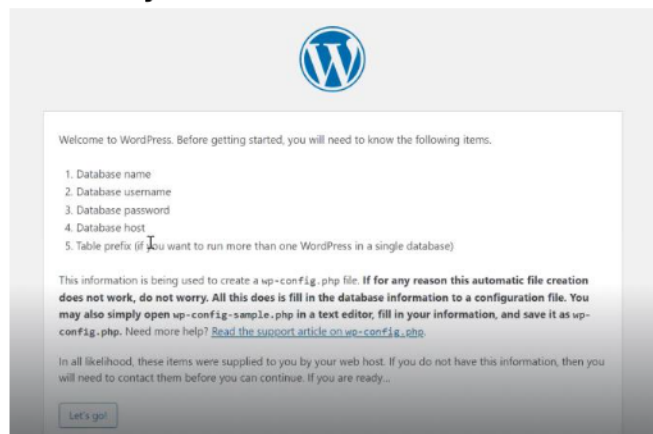 Welcome to WordPress. Before getting started, you will need to know the following items.
1. Database name
2. Database username
3. Database password
4. Database host
5. Table prefix (if you want to run more than one WordPress in a single database)
This information is being used to create a wp-config.php file. If for any reason this automatic file creation
does not work, do not worry. All this does is fill in the database information to a configuration file. You
may also simply open wp-config-sample.php in a text editor, fill in your information, and save it as wp-
config.php. Need more help? Read the support article on wp-config.php.
In all likelihood, these items were supplied to you by your web host. If you do not have this information, then you
will need to contact them before you can continue. If you are ready...
Let's go!